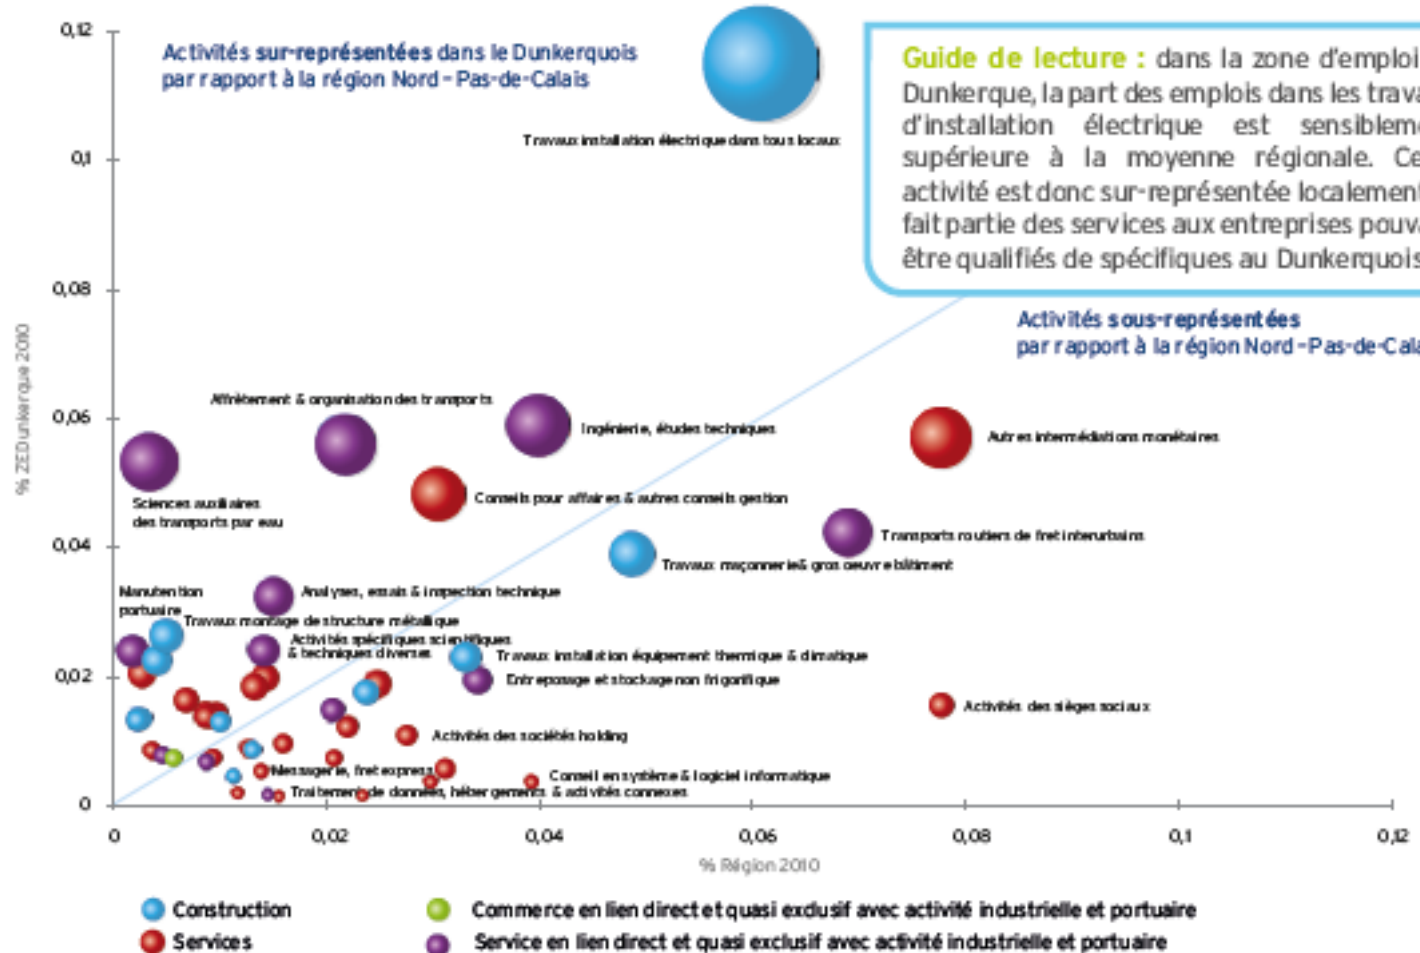 0,12
Activités sur-représentées dans le Dunkerquois
par rapport à la région Nord – Pas-de-Calais
Guide de lecture : dans la zone d'emploi
Dunkerque, la part des emplois dans les trava
d'installation électrique est sensibleme
supérieure à la moyenne régionale. Ce
activité est donc sur-représentée localement
fait partie des services aux entreprises pouva
être qualifiés de spécifiques au Dunkerquois
Travaux installation électrique dans tous locaux
0,1
0,08
Activités sous-représentées
par rapport à la région Nord – Pas-de-Cala
% ZE Dunkerque 2010
Affrètement & organisation des transports
0,06
Ingénierie, études techniques
Autres intermédiations monétaires
Sciences auxiliaires
des transports par eau
Conseils pour affaires & autres conseils gestion
Transports routiers de fret interurbains
0,04
Travaux maçonnerie & gros oeuvre bâtiment
Manutention
portuaire
Analyses, essais & inspection technique
Travaux montage de structure métallique
Activités spécifiques scientifiques
& techniques diverses
Travaux installation équipement thermique & climatique
0,02
Entreposage et stockage non frigorifique
Activités des sièges sociaux
Activités des sociétés holding
Messagerie, fret express
Conseil en système & logiciel informatique
Traitement de données, hébergements & activités connexes
0
0 0,02 0,04 0,06 0,08 0,1 0,12
% Région 2010
Construction
Commerce en lien direct et quasi exclusif avec activité industrielle et portuaire
Services
Service en lien direct et quasi exclusif avec activité industrielle et portuaire